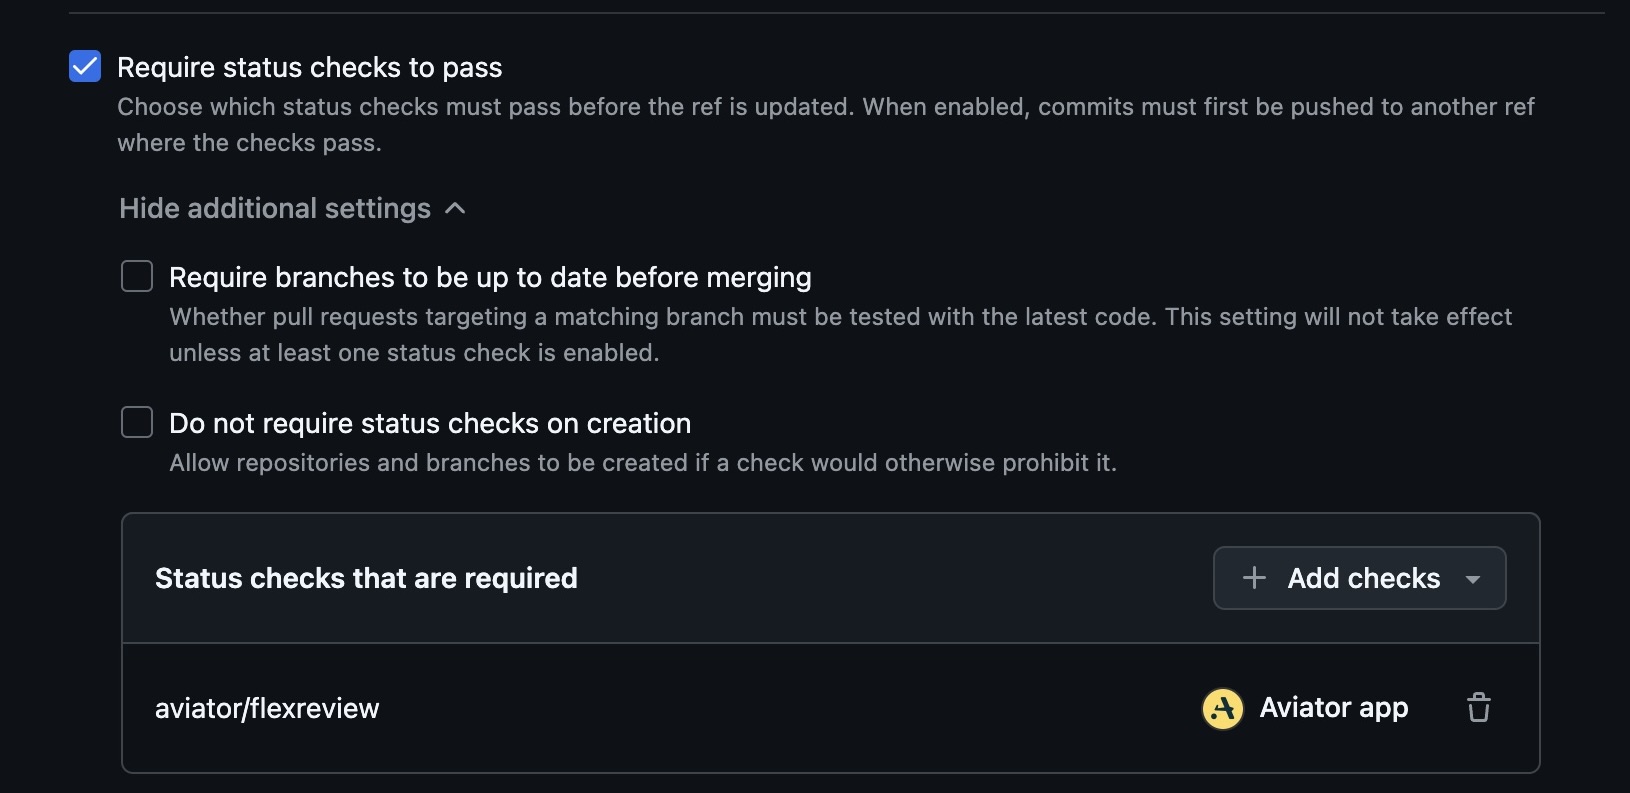 Require status checks to pass
Choose which status checks must pass before the ref is updated. When enabled, commits must first be pushed to another ref
where the checks pass.
Hide additional settings
Require branches to be up to date before merging
Whether pull requests targeting a matching branch must be tested with the latest code. This setting will not take effect
unless at least one status check is enabled.
Do not require status checks on creation
Allow repositories and branches to be created if a check would otherwise prohibit it.
Status checks that are required
Add checks
aviator/flexreview
Aviator app